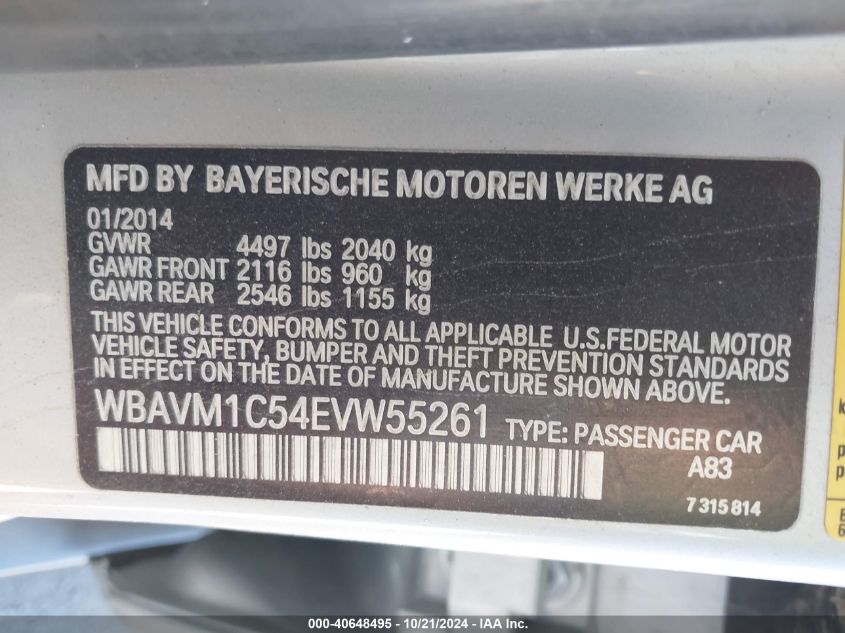 MFD BY BAYERISCHE MOTOREN WERKE AG
01/2014
GVWR 4497 lbs 2040 kg
GAWR FRONT 2116 lbs 960 kg
GAWR REAR 2546 lbs 1155 kg
THIS VEHICLE CONFORMS TO ALL APPLICABLE U.S.FEDERAL MOTOR
VEHICLE SAFETY, BUMPER AND THEFT PREVENTION STANDARDS
IN EFFECT ON THE DATE OF MANUFACTURE SHOWN ABOVE.
WBAVM1C54EVW55261 TYPE: PASSENGER CAR
A83
7315814
000-40648495 - 10/21/2024 - IAA Inc.